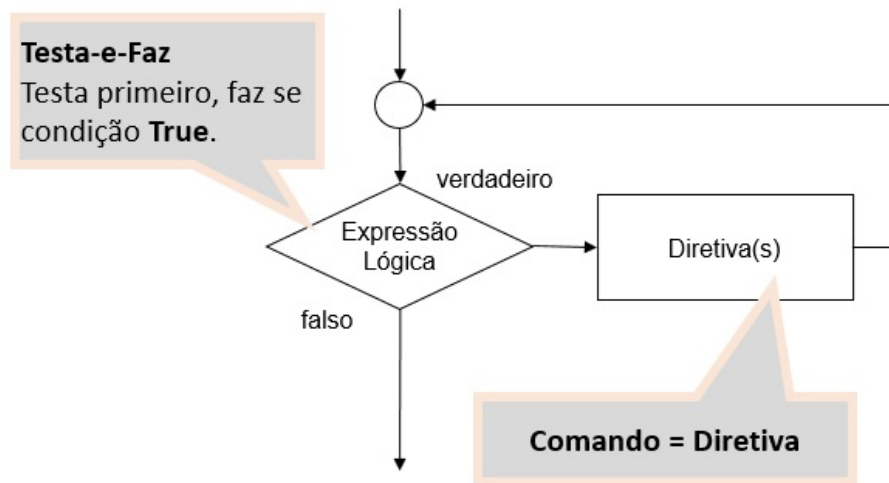 Testa-e-Faz
Testa primeiro, faz se
condição True.
verdadeiro
Expressão
Lógica
Diretiva(s)
falso
Comando = Diretiva